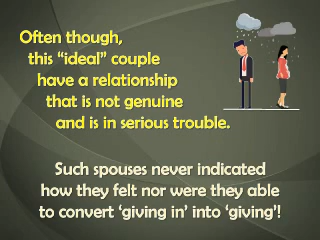 Often though,
this “ideal” couple
have a relationship
that is not genuine
and is in serious trouble.
Such spouses never indicated
how they felt nor were they able
to convert ‘giving in’ into ‘giving’!